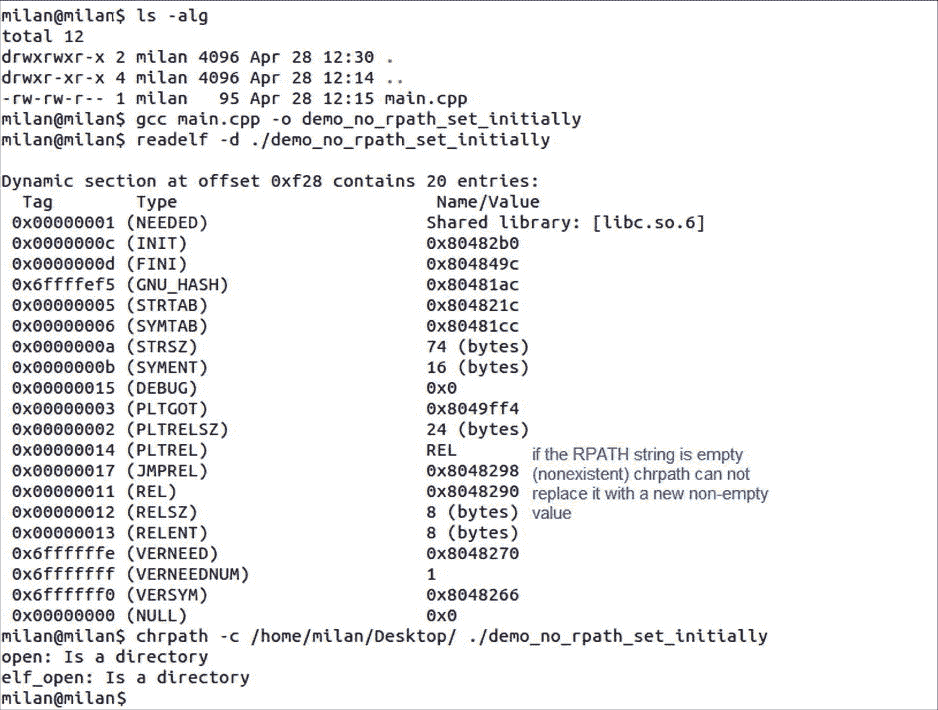 milan@milan$ ls -alg
total 12
drwxrwxr-x 2 milan 4096 Apr 28 12:30 .
drwxr-xr-x 4 milan 4096 Apr 28 12:14 ..
-rw-rw-r-- 1 milan   95 Apr 28 12:15 main.cpp
milan@milan$ gcc main.cpp -o demo_no_rpath_set_initially
milan@milan$ readelf -d ./demo_no_rpath_set_initially
Dynamic section at offset 0xf28 contains 20 entries:
  Tag        Type                         Name/Value
 0x00000001 (NEEDED)                     Shared library: [libc.so.6]
 0x0000000c (INIT)                       0x80482b0
 0x0000000d (FINI)                       0x804849c
 0x6ffffef5 (GNU_HASH)                   0x80481ac
 0x00000005 (STRTAB)                     0x804821c
 0x00000006 (SYMTAB)                     0x80481cc
 0x0000000a (STRSZ)                      74 (bytes)
 0x0000000b (SYMENT)                     16 (bytes)
 0x00000015 (DEBUG)                      0x0
 0x00000003 (PLTGOT)                     0x8049ff4
 0x00000002 (PLTRELSZ)                   24 (bytes)
 0x00000014 (PLTREL)                     REL
 0x00000017 (JMPREL)                     0x8048298
 0x00000011 (REL)                        0x8048290
 0x00000012 (RELSZ)                      8 (bytes)
 0x00000013 (RELENT)                     8 (bytes)
 0x6ffffffe (VERNEED)                    0x8048270
 0x6fffffff (VERNEEDNUM)                 1
 0x6ffffff0 (VERSYM)                     0x8048266
 0x00000000 (NULL)                       0x0
if the RPATH string is empty
(nonexistent) chrpath can not
replace it with a new non-empty
value
milan@milan$ chrpath -c /home/milan/Desktop/ ./demo_no_rpath_set_initially
open: Is a directory
elf_open: Is a directory
milan@milan$